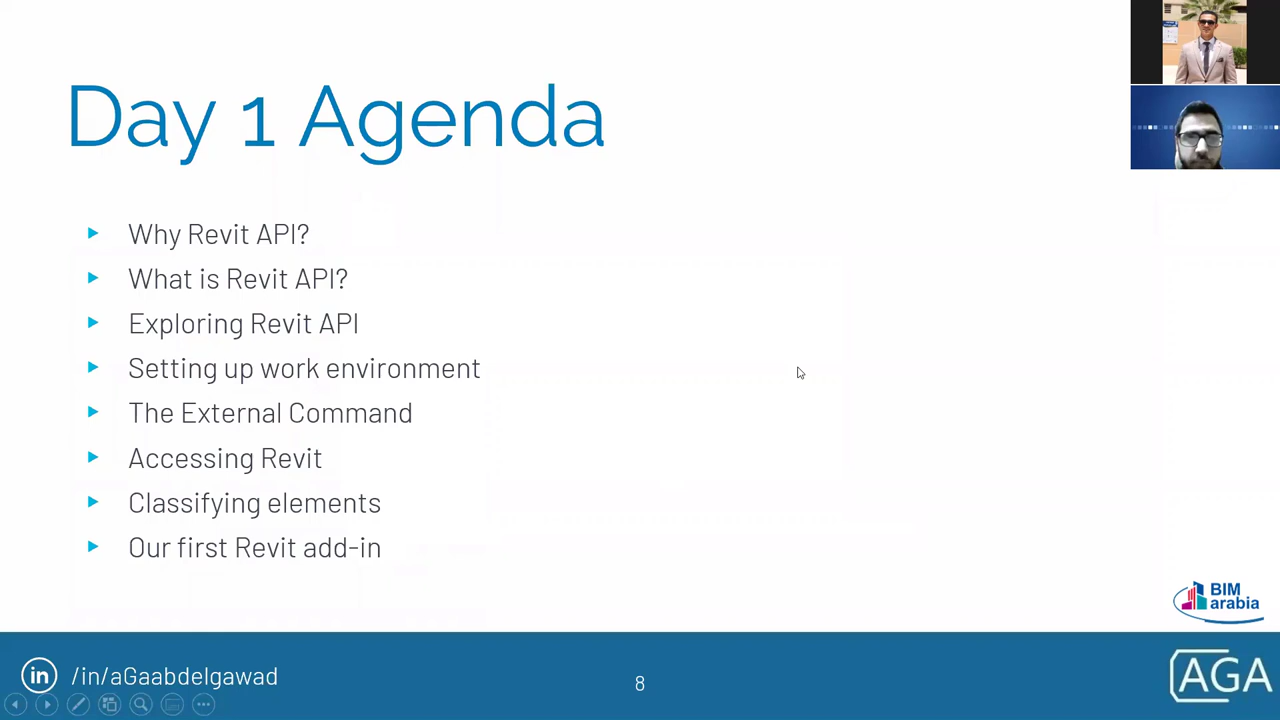 Day 1 Agenda
Why Revit API?
What is Revit API?
Exploring Revit API
Setting up work environment
The External Command
Accessing Revit
Classifying elements
Our first Revit add-in
BIM
arabia
in /in/aGaabdelgawad
8
AGA